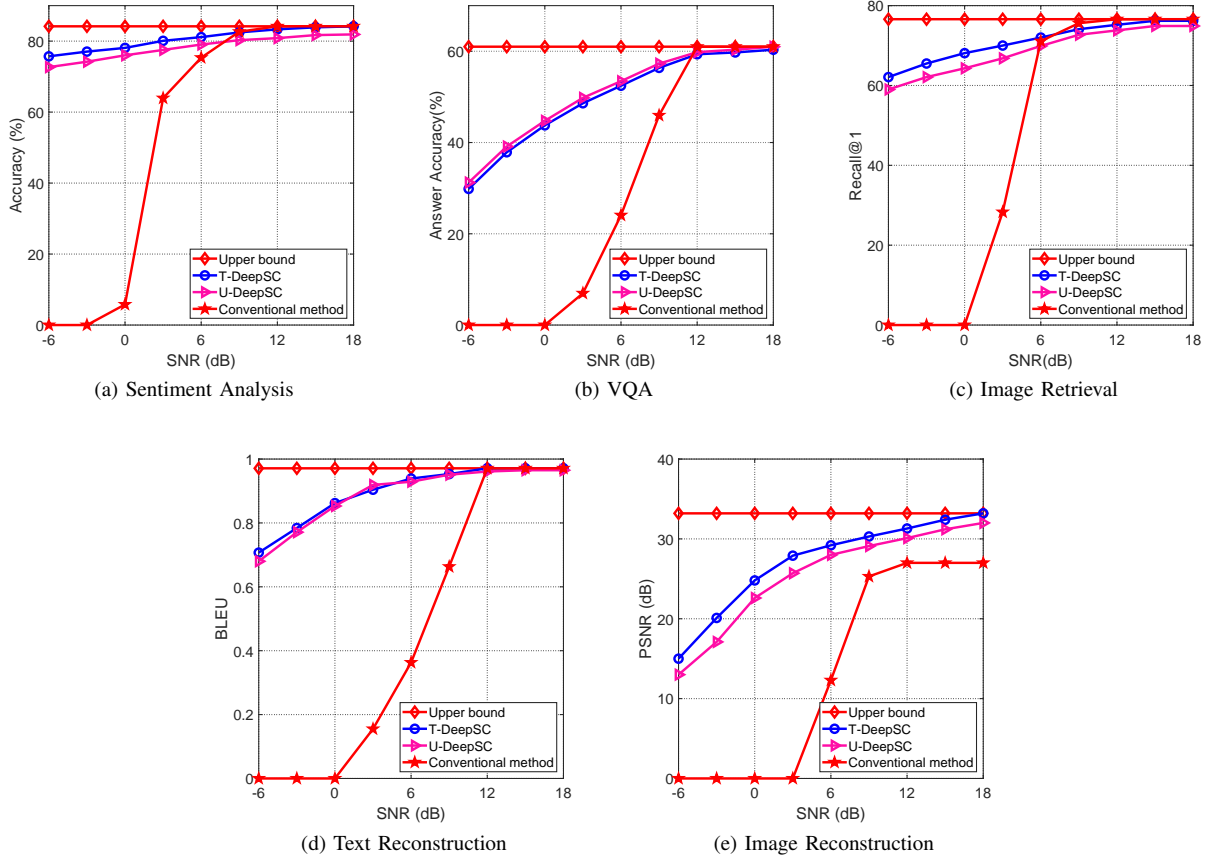 Accuracy (%)
80
60
40
20
0
-6 0 6 12 18
SNR (dB)
Upper bound
T-DeepSC
U-DeepSC
Conventional method
(a) Sentiment Analysis
Answer Accuracy(%)
60
40
20
0
-6 0 6 12 18
SNR (dB)
Upper bound
T-DeepSC
U-DeepSC
Conventional method
(b) VQA
Recall@1
80
60
40
20
0
-6 0 6 12 18
SNR(dB)
Upper bound
T-DeepSC
U-DeepSC
Conventional method
(c) Image Retrieval
BLEU
1
0.8
0.6
0.4
0.2
0
-6 0 6 12 18
SNR (dB)
Upper bound
T-DeepSC
U-DeepSC
Conventional method
(d) Text Reconstruction
PSNR (dB)
40
30
20
10
0
-6 0 6 12 18
SNR (dB)
Upper bound
T-DeepSC
U-DeepSC
Conventional method
(e) Image Reconstruction